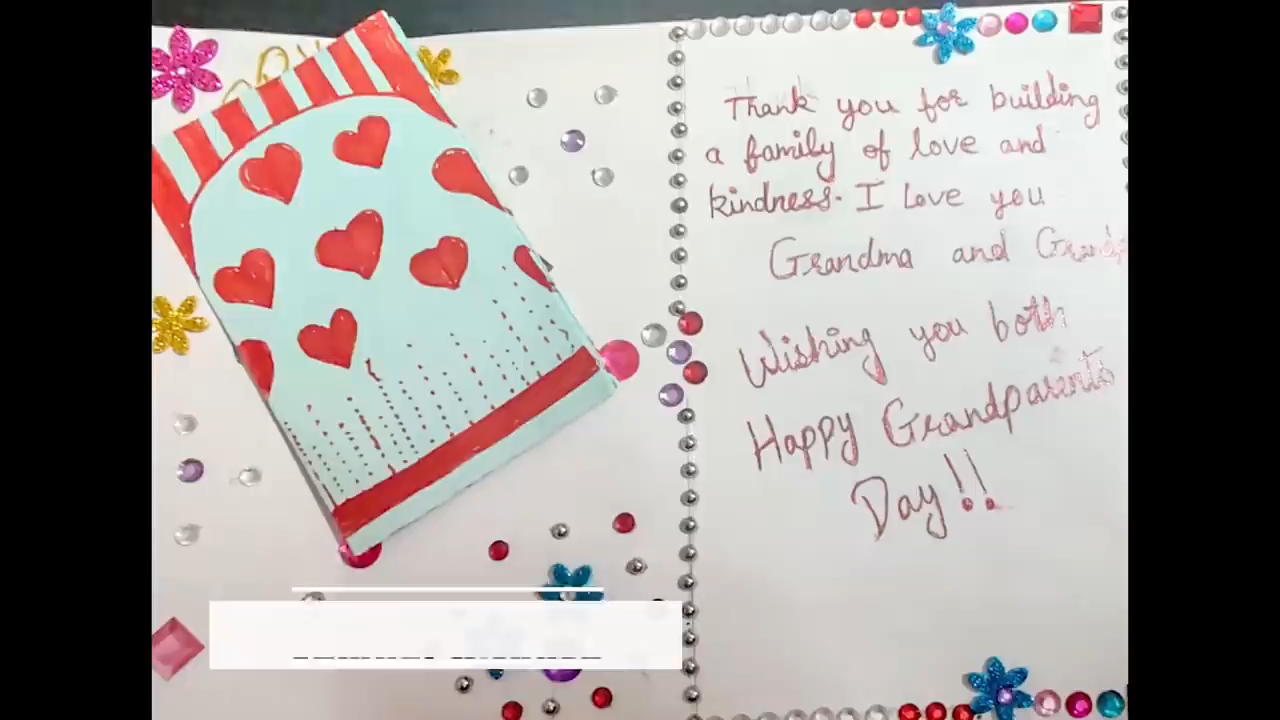 Thank you for building
a family of love and
kindness. I Love you
Grandma and
Wishing you both
Happy Grandparents
Day!!